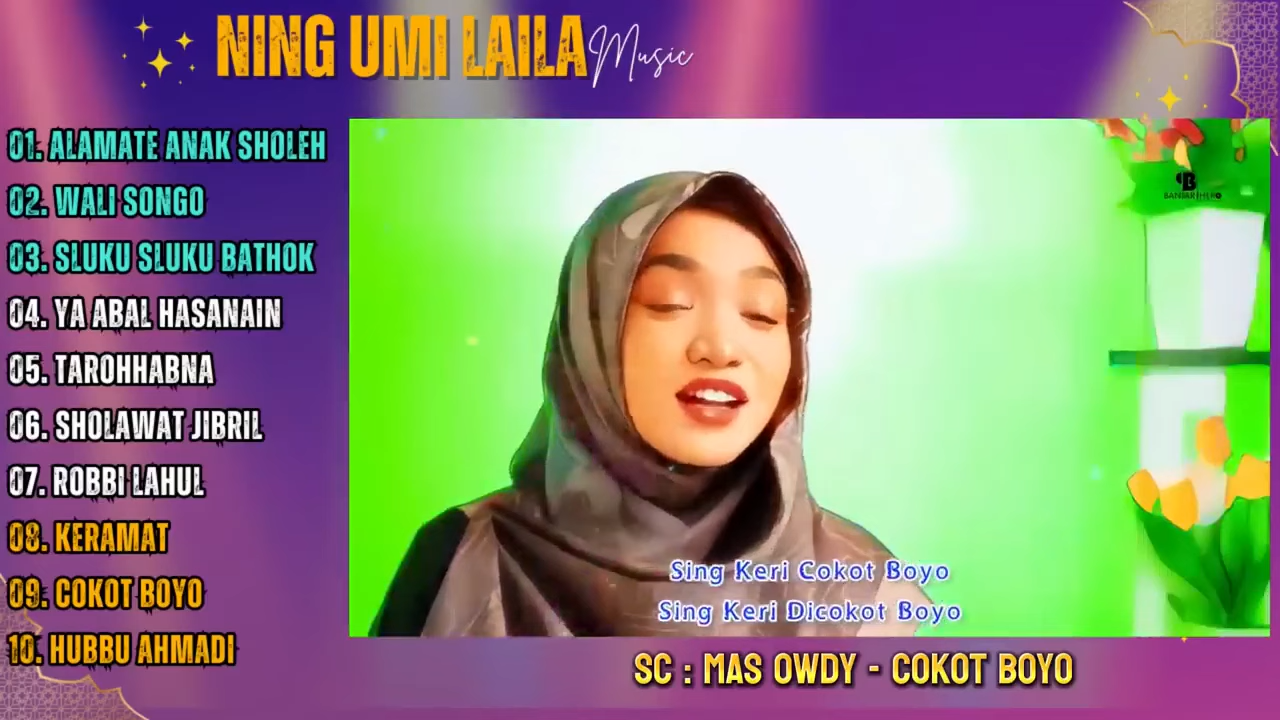 NING UMI LAILA Music
01. ALAMATE ANAK SHOLEH
02. WALI SONGO
03. SLUKU SLUKU BATHOK
04. YA ABAL HASANAIN
05. TAROHHABNA
06. SHOLAWAT JIBRIL
07. ROBBI LAHUL
08. KERAMAT
09. COKOT BOYO
10. HUBBU AHMADI
Sing Keri Cokot Boyo
Sing Keri Dicokot Boyo
SC : MAS OWDY - COKOT BOYO